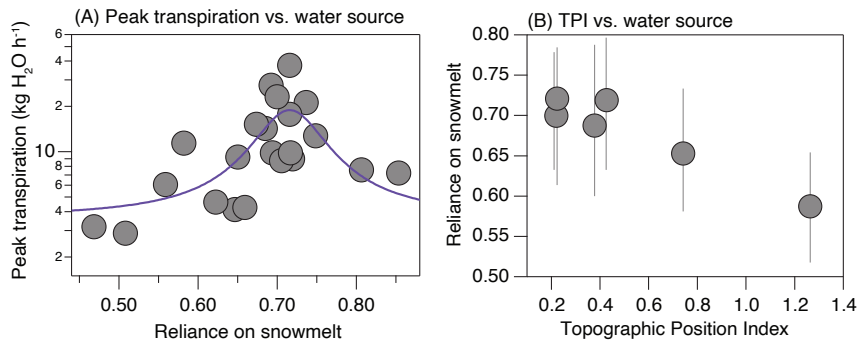 (A) Peak transpiration vs. water source
Peak transpiration (kg H₂O h⁻¹)
6
4
2
10
8
6
4
2
0.50 0.60 0.70 0.80
Reliance on snowmelt
(B) TPI vs. water source
Reliance on snowmelt
0.80
0.75
0.70
0.65
0.60
0.55
0.50
0.2 0.4 0.6 0.8 1.0 1.2 1.4
Topographic Position Index